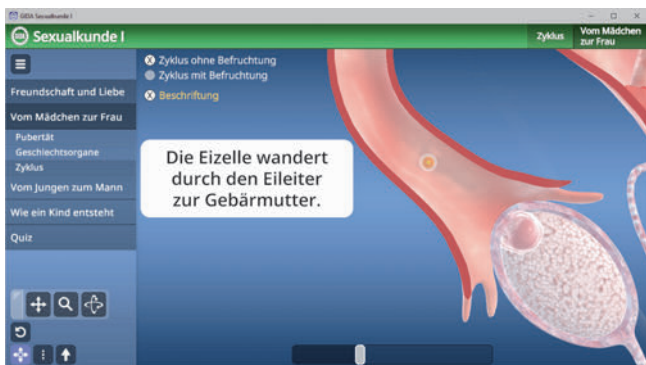 GIDA Sexualkunde I
GIDA Sexualkunde I
Zyklus
Vom Mädchen
zur Frau
X Zyklus ohne Befruchtung
Zyklus mit Befruchtung
X Beschriftung
Freundschaft und Liebe
Vom Mädchen zur Frau
Pubertät
Geschlechtsorgane
Zyklus
Vom Jungen zum Mann
Wie ein Kind entsteht
Quiz
Die Eizelle wandert
durch den Eileiter
zur Gebärmutter.